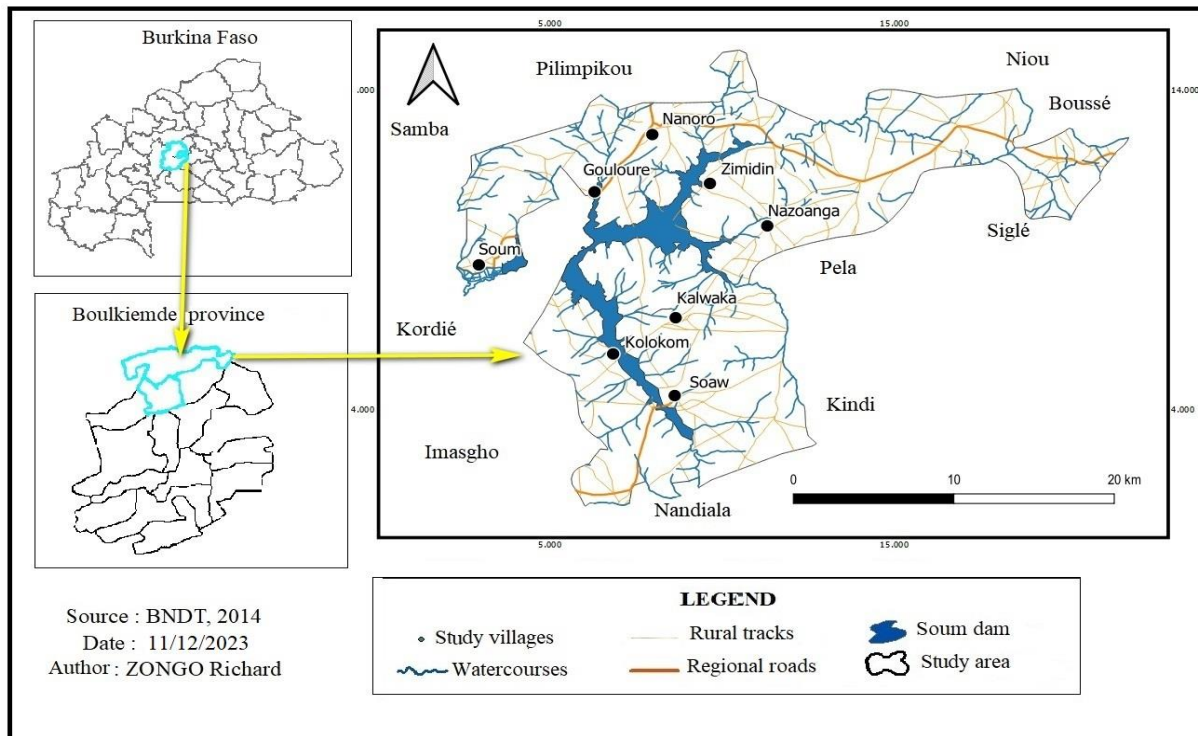 Burkina Faso
Boulkiemde province
Source : BNDT, 2014
Date : 11/12/2023
Author : ZONGO Richard
5.000
15.000
.000
14.000
Pilimpikou
Niou
Samba
Boussé
Nanoro
Gouloure
Zimidin
Nazoanga
Siglé
Soum
Pela
Kalwaka
Kordié
Kolokom
Soaw
Kindi
4.000
4.000
Imasgho
Nandiala
0
10
20 km
5.000
15.000
LEGEND
Study villages
Rural tracks
Soum dam
Watercourses
Regional roads
Study area